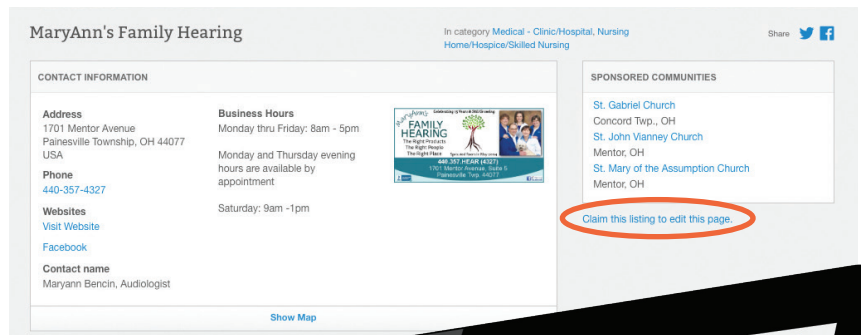 MaryAnn's Family Hearing
In category Medical - Clinic/Hospital, Nursing
Home/Hospice/Skilled Nursing
Share
CONTACT INFORMATION
Address
1701 Mentor Avenue
Painesville Township, OH 44077
USA
Phone
440-357-4327
Websites
Visit Website
Facebook
Contact name
Maryann Bencin, Audiologist
Business Hours
Monday thru Friday: 8am - 5pm
Monday and Thursday evening
hours are available by
appointment
Saturday: 9am -1pm
MaryAnn's
FAMILY
HEARING
The Right Products
The Right People
The Right Place
440.357.HEAR (4327)
1701 Mentor Avenue, Suite 5
Painesville Twp. 44077
Show Map
SPONSORED COMMUNITIES
St. Gabriel Church
Concord Twp., OH
St. John Vianney Church
Mentor, OH
St. Mary of the Assumption Church
Mentor, OH
Claim this listing to edit this page.